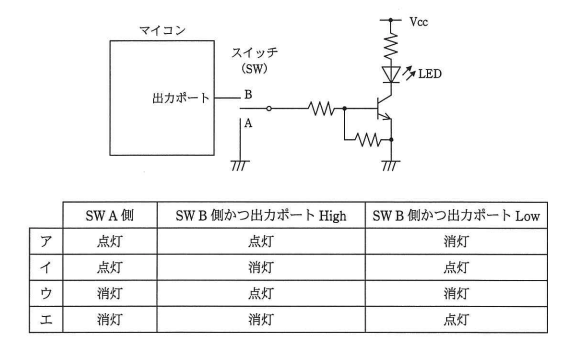 Vcc
マイコン
スイッチ
(SW)
LED
出力ポート
B
A
SW A 側 SW B 側かつ出力ポート High SW B 側かつ出力ポート Low
ア 点灯 点灯 消灯
イ 点灯 消灯 点灯
ウ 消灯 点灯 消灯
エ 消灯 消灯 点灯